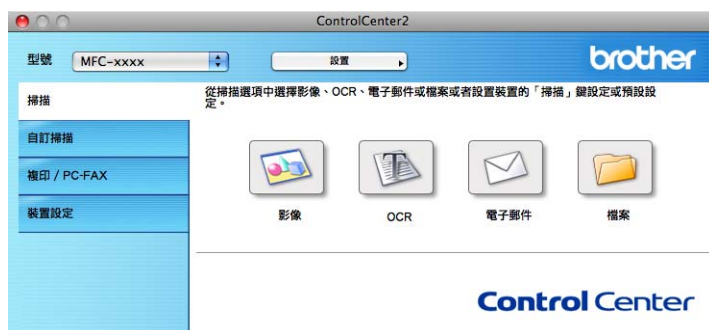 ControlCenter2
型號 MFC-xxxx 設置 brother
掃描
從掃描選項中選擇影像、OCR、電子郵件或檔案或者設置裝置的「掃描」鍵設定或預設設
定。
自訂掃描
複印 / PC-FAX
裝置設定
影像 OCR 電子郵件 檔案
Control Center